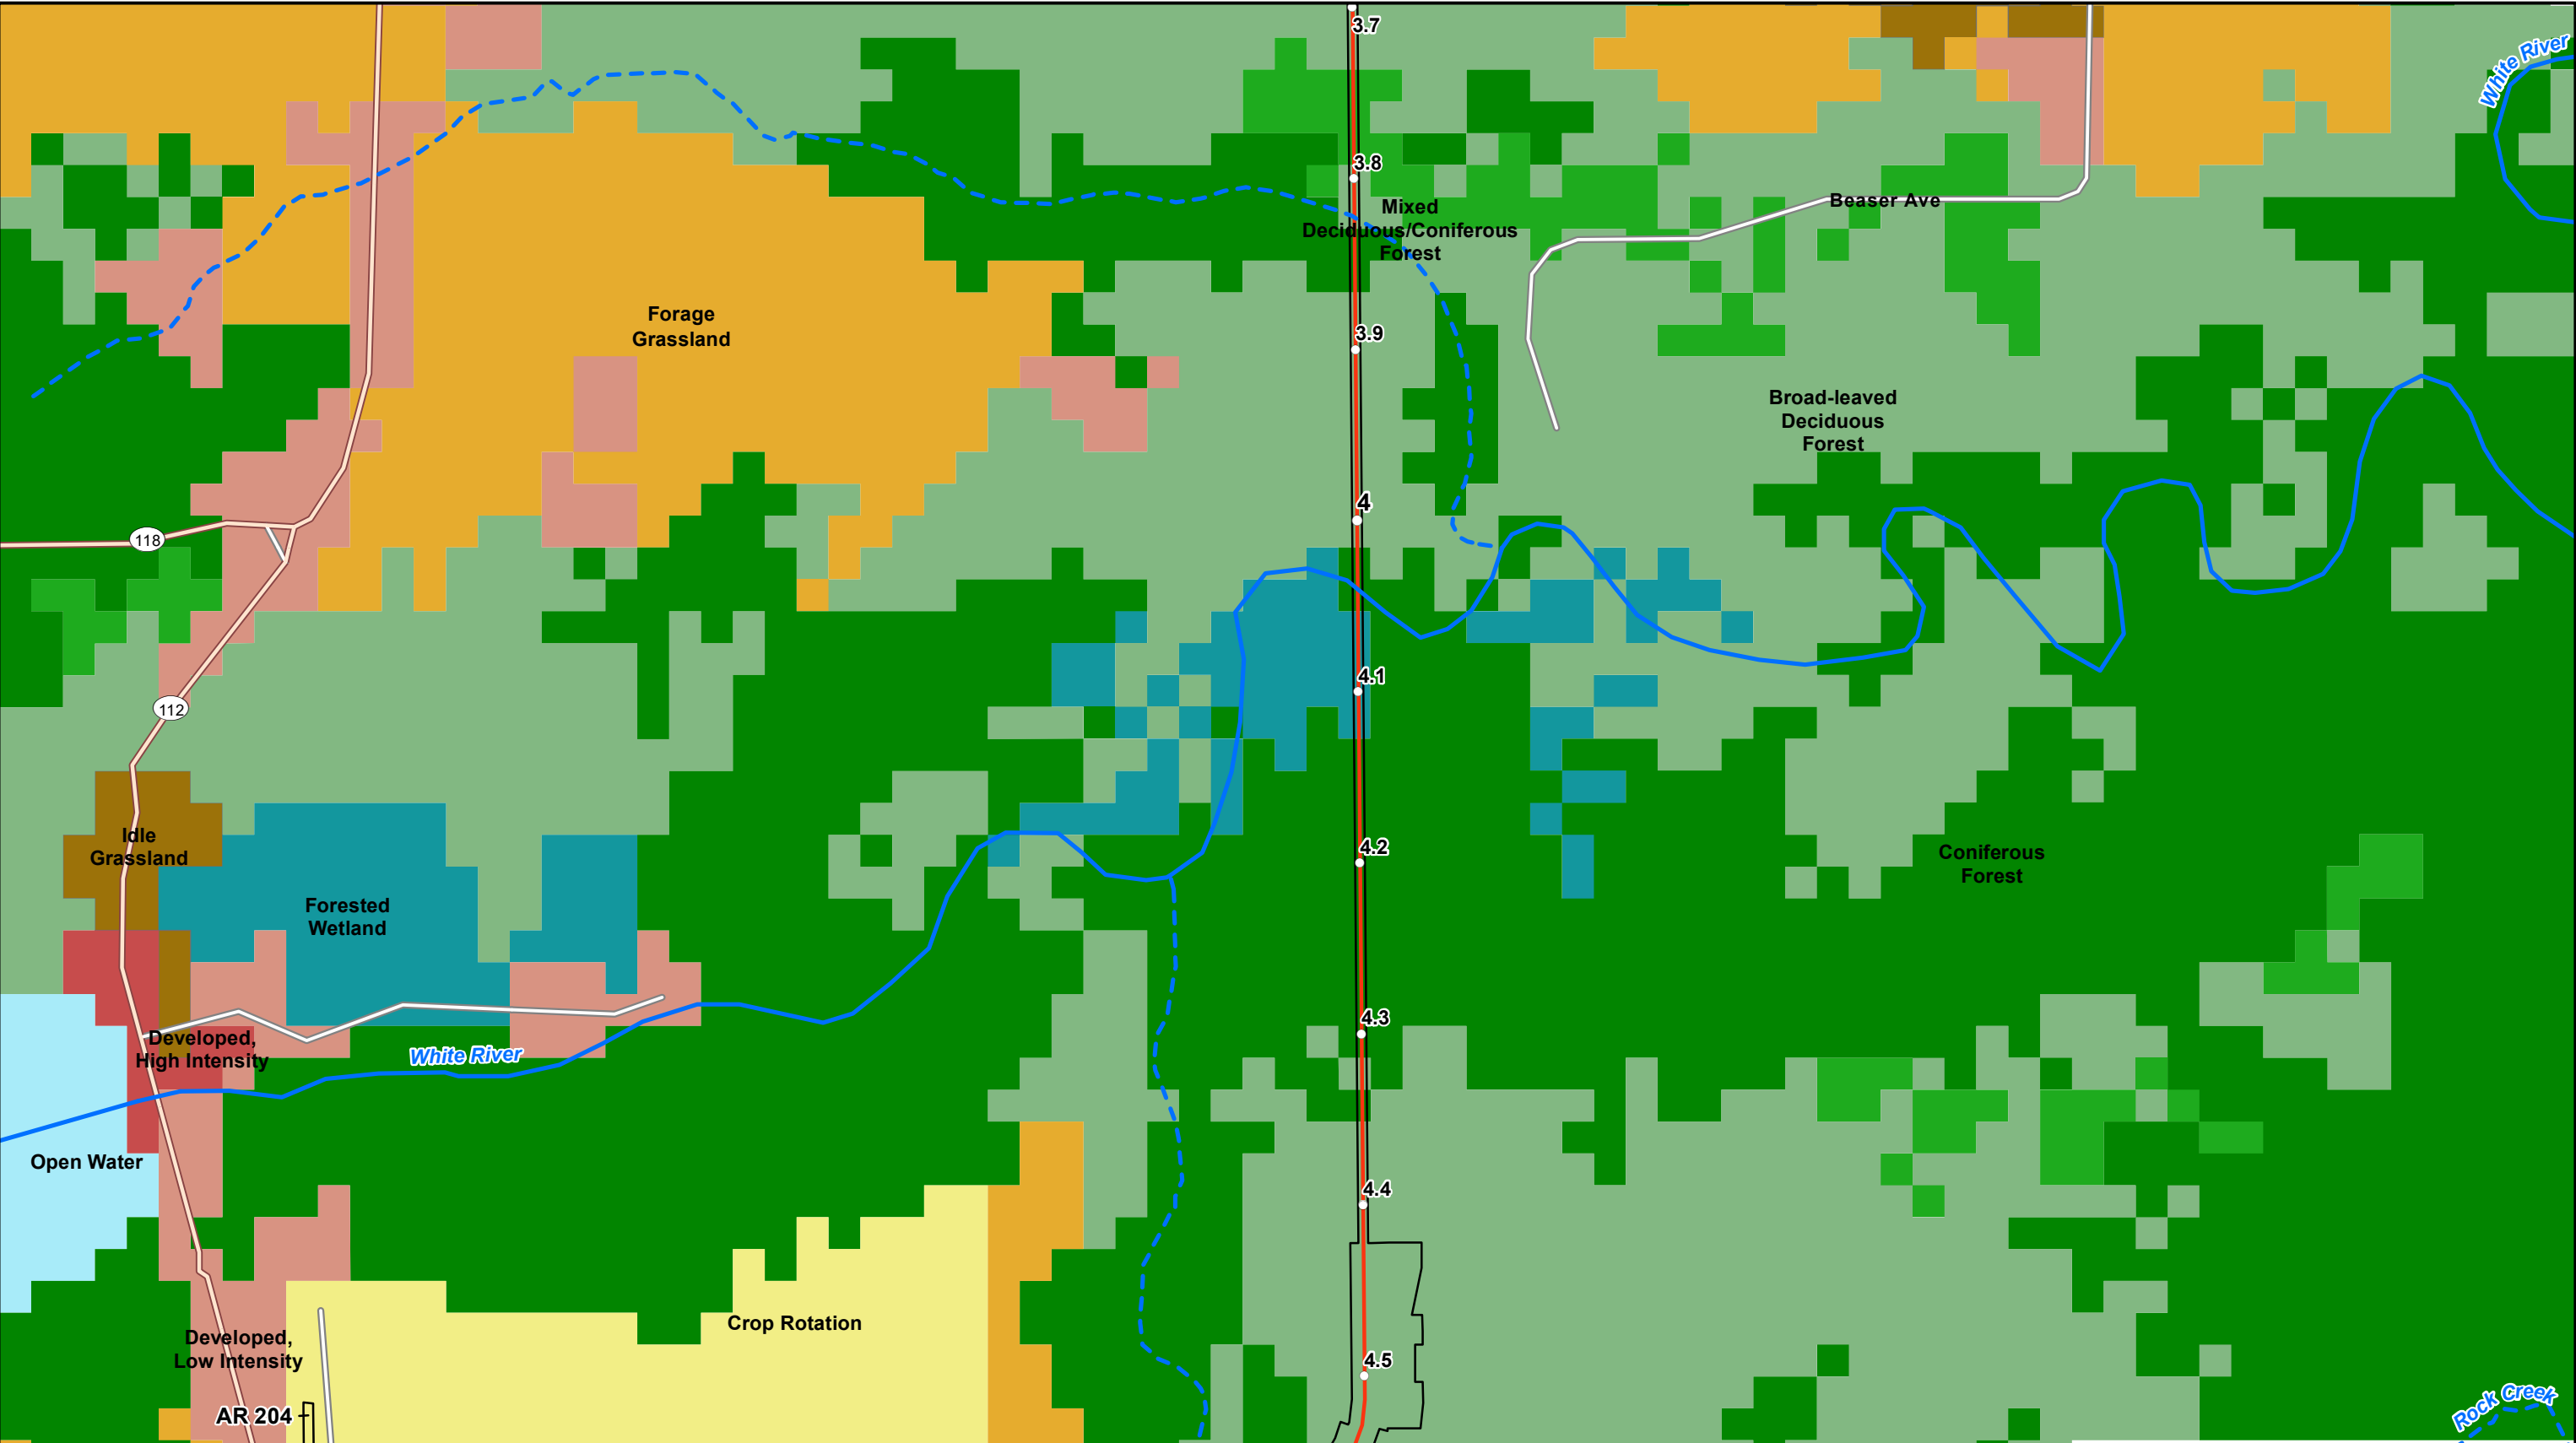 3.7
White River
3.8
Beaser Ave
Mixed
Deciduous/Coniferous
Forest
Forage
Grassland
3.9
Broad-leaved
Deciduous
Forest
4
118
4.1
112
Idle
Grassland
4.2
Coniferous
Forest
Forested
Wetland
4.3
Developed,
High Intensity
White River
Open Water
4.4
Crop Rotation
Developed,
Low Intensity
4.5
AR 204
Rock Creek